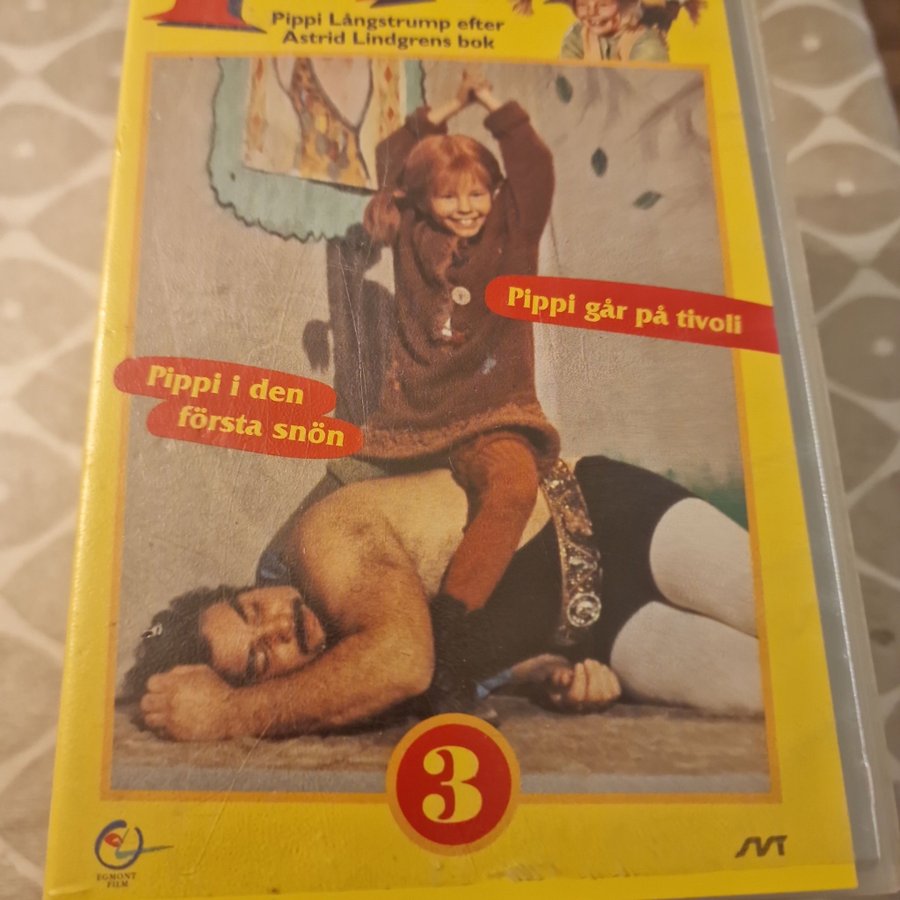 Pippi Långstrump efter
Astrid Lindgrens bok
Pippi går på tivoli
Pippi i den
första snön
3
EGMONT
FILM
SVT